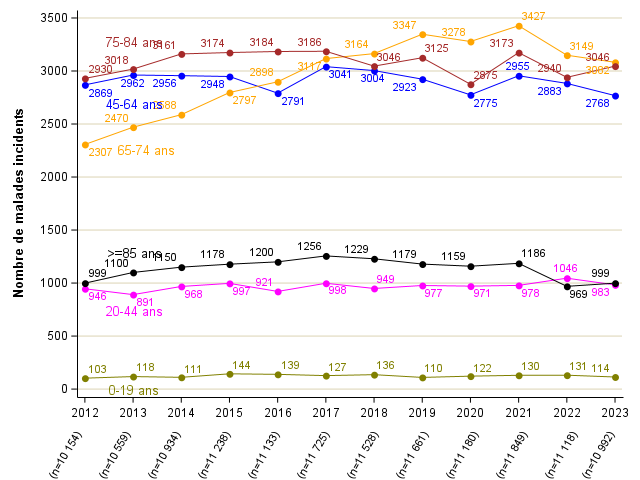 Nombre de malades incidents
3500
3000
2500
2000
1500
1000
500
0
75-84 ans
2930 3018 3161 3174 3184 3186 3046 3125 2875 3173 2940 3046
45-64 ans
2869 2962 2956 2948 2791 3041 3004 2923 2775 2955 2883 2768
65-74 ans
2307 2470 2588 2797 2898 3117 3164 3347 3278 3427 3149 3082
>=85 ans
999 1100 1150 1178 1200 1256 1229 1179 1159 1186 969 999
20-44 ans
946 891 968 997 921 998 949 977 971 978 1046 983
0-19 ans
103 118 111 144 139 127 136 110 122 130 131 114
2012 2013 2014 2015 2016 2017 2018 2019 2020 2021 2022 2023
(n=10 154) (n=10 559) (n=10 934) (n=11 238) (n=11 133) (n=11 725) (n=11 528) (n=11 661) (n=11 180) (n=11 849) (n=11 118) (n=10 992)